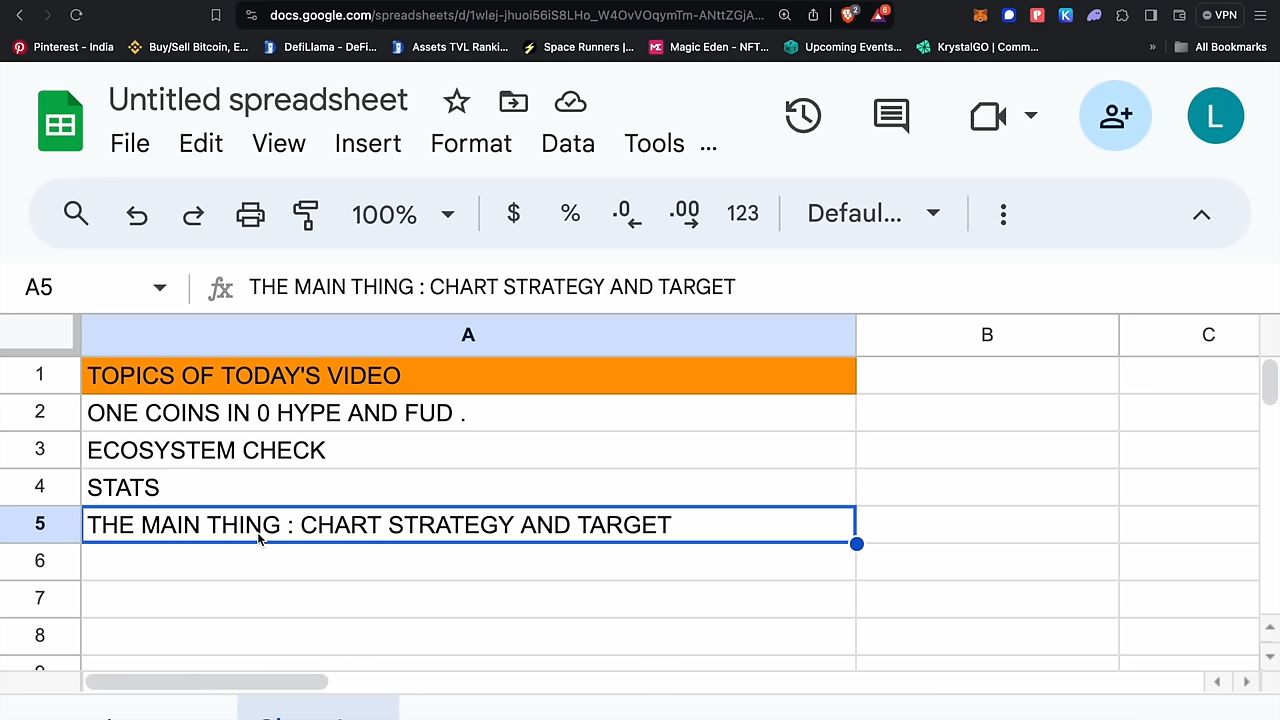 docs.google.com/spreadsheets/d/1wlej-jhuoi56iS8LHo_W4OvVOqymTm-ANttZGjA...
2
6
VPN
Pinterest - India
Buy/Sell Bitcoin, E...
DefiLlama - DeFi...
Assets TVL Ranki...
Space Runners |...
Magic Eden - NFT...
Upcoming Events...
KrystalGO | Comm...
»
All Bookmarks
Untitled spreadsheet
L
File Edit View Insert Format Data Tools ...
100% $ % .0 .00 123 Defaul...
A5 fx THE MAIN THING : CHART STRATEGY AND TARGET
A B C
1 TOPICS OF TODAY'S VIDEO
2 ONE COINS IN 0 HYPE AND FUD .
3 ECOSYSTEM CHECK
4 STATS
5 THE MAIN THING : CHART STRATEGY AND TARGET
6
7
8